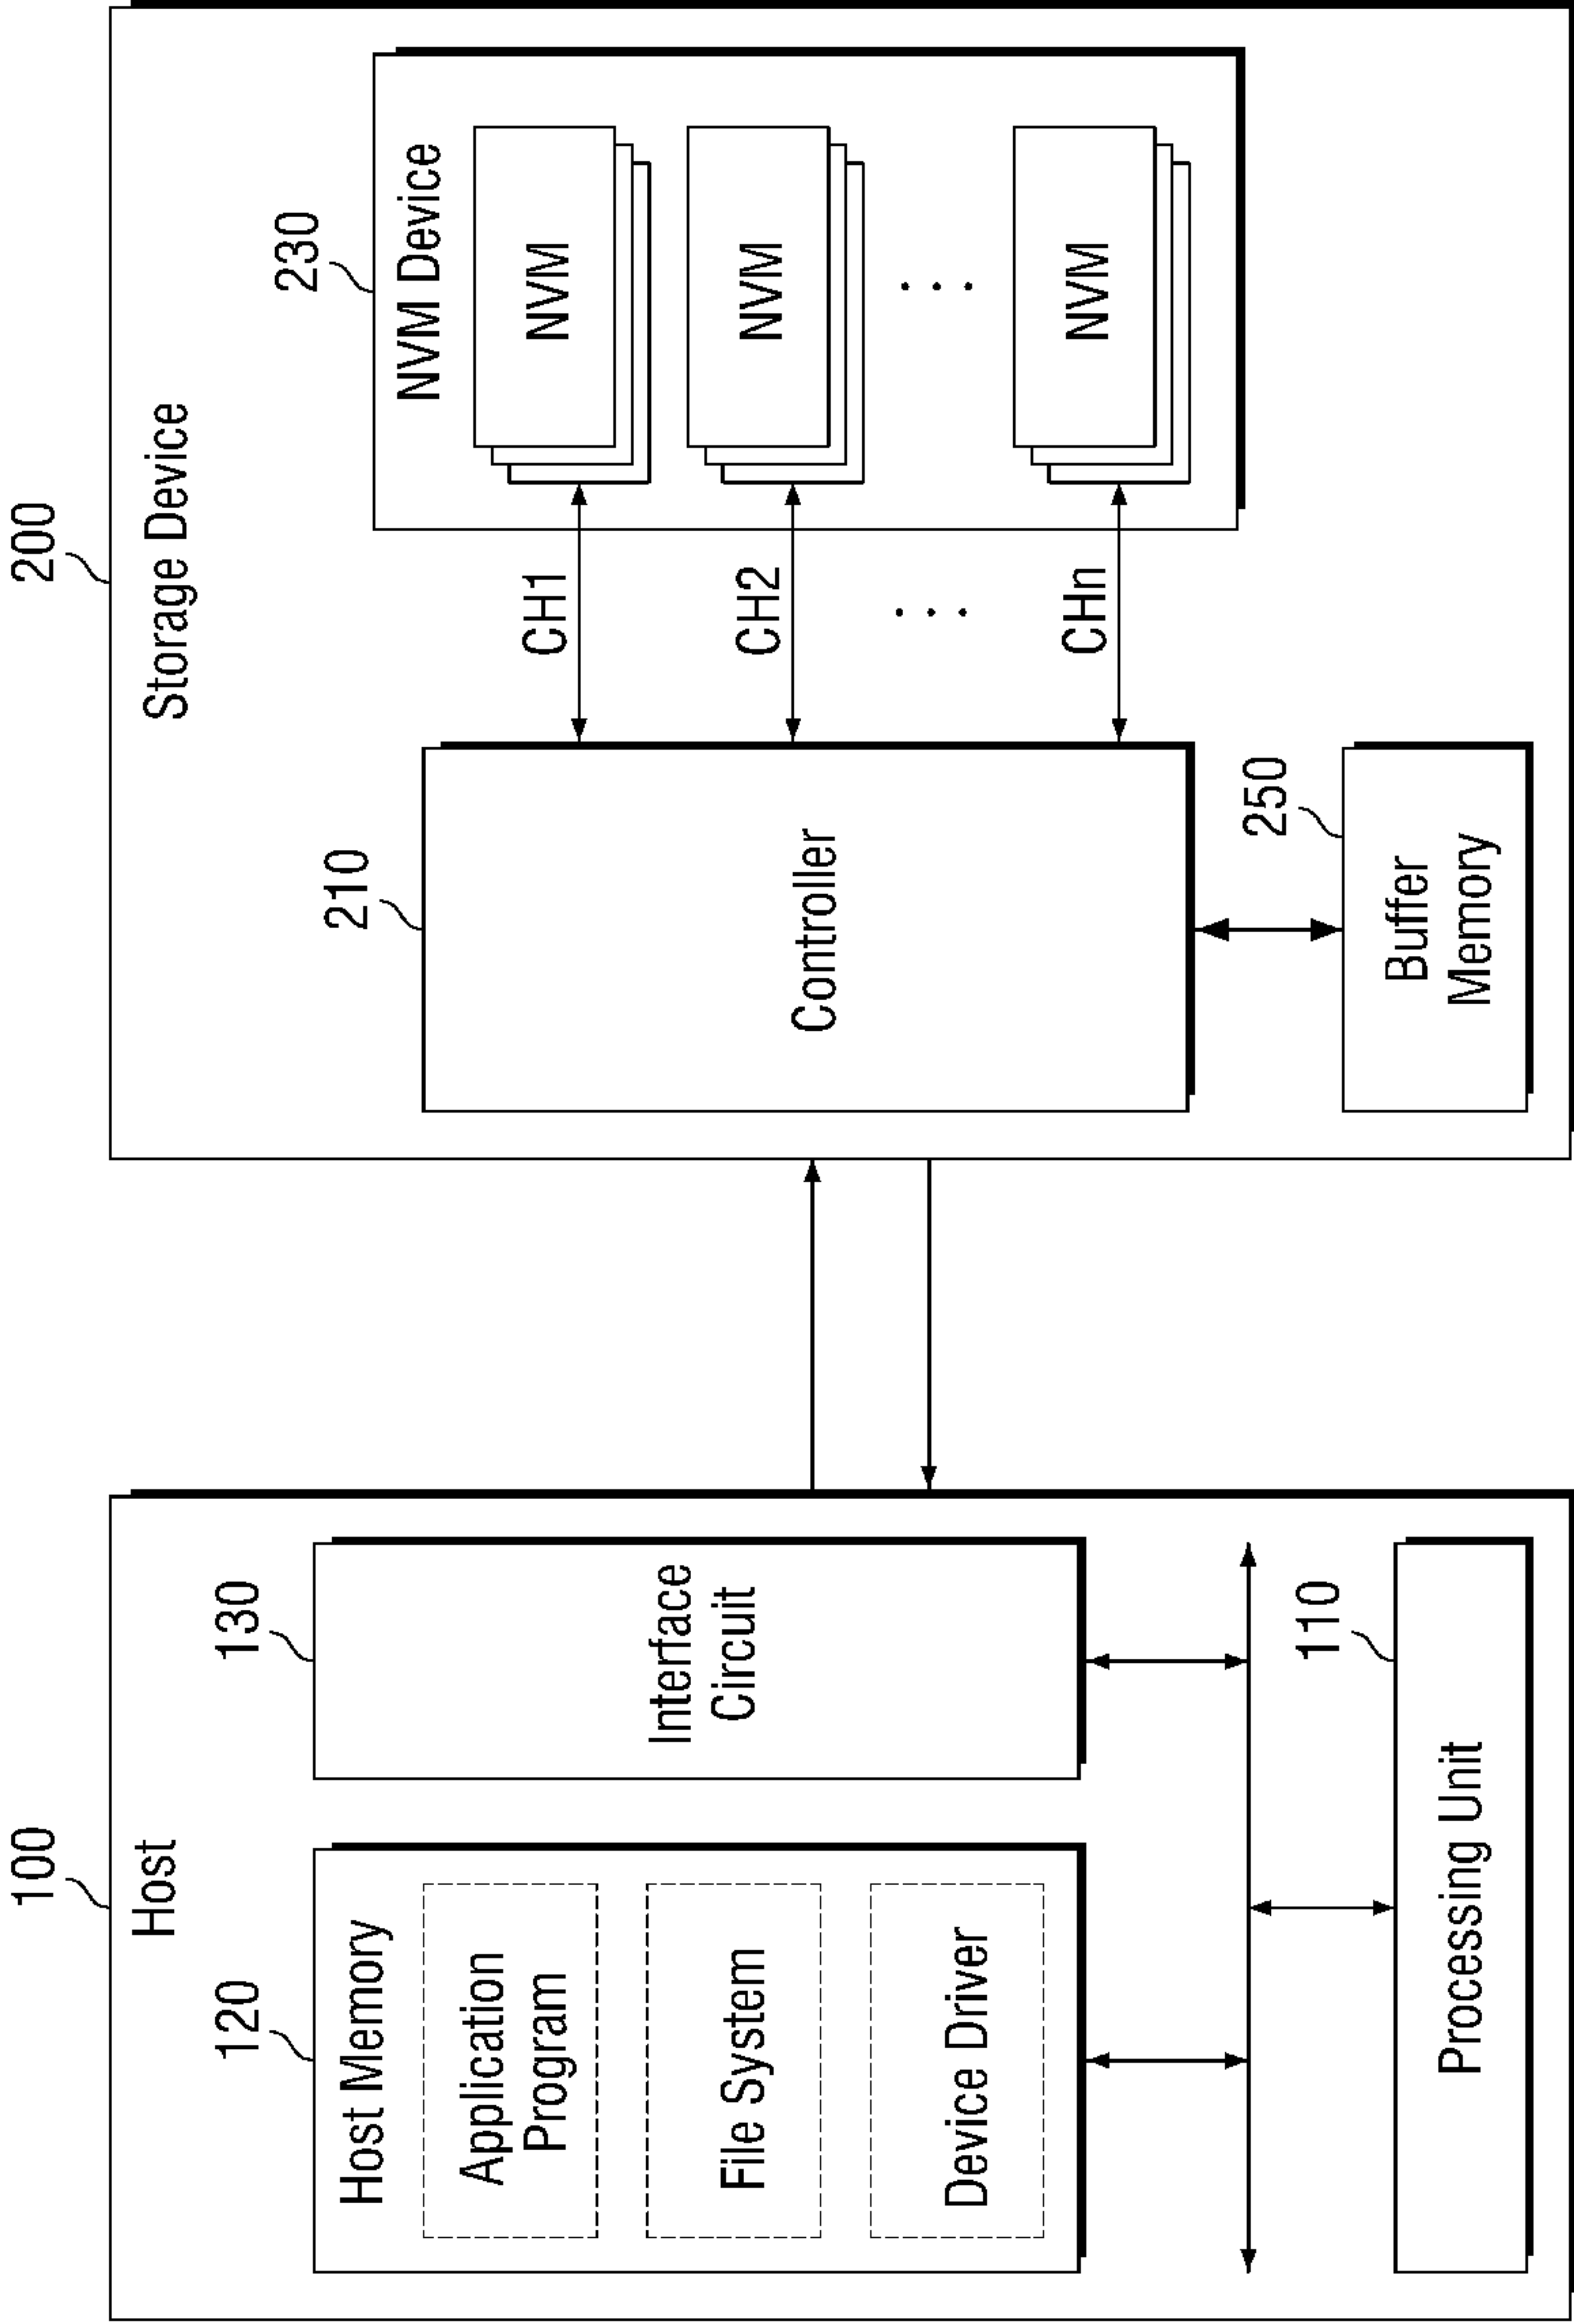 100
Host
120
Host Memory
Application
Program
File System
Device Driver
130
Interface
Circuit
110
Processing Unit
200
Storage Device
210
Controller
250
Buffer
Memory
CH1
CH2
CHn
230
NVM Device
NVM
NVM
NVM